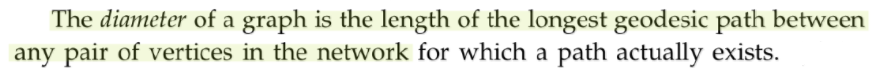 The diameter of a graph is the length of the longest geodesic path between
any pair of vertices in the network for which a path actually exists.